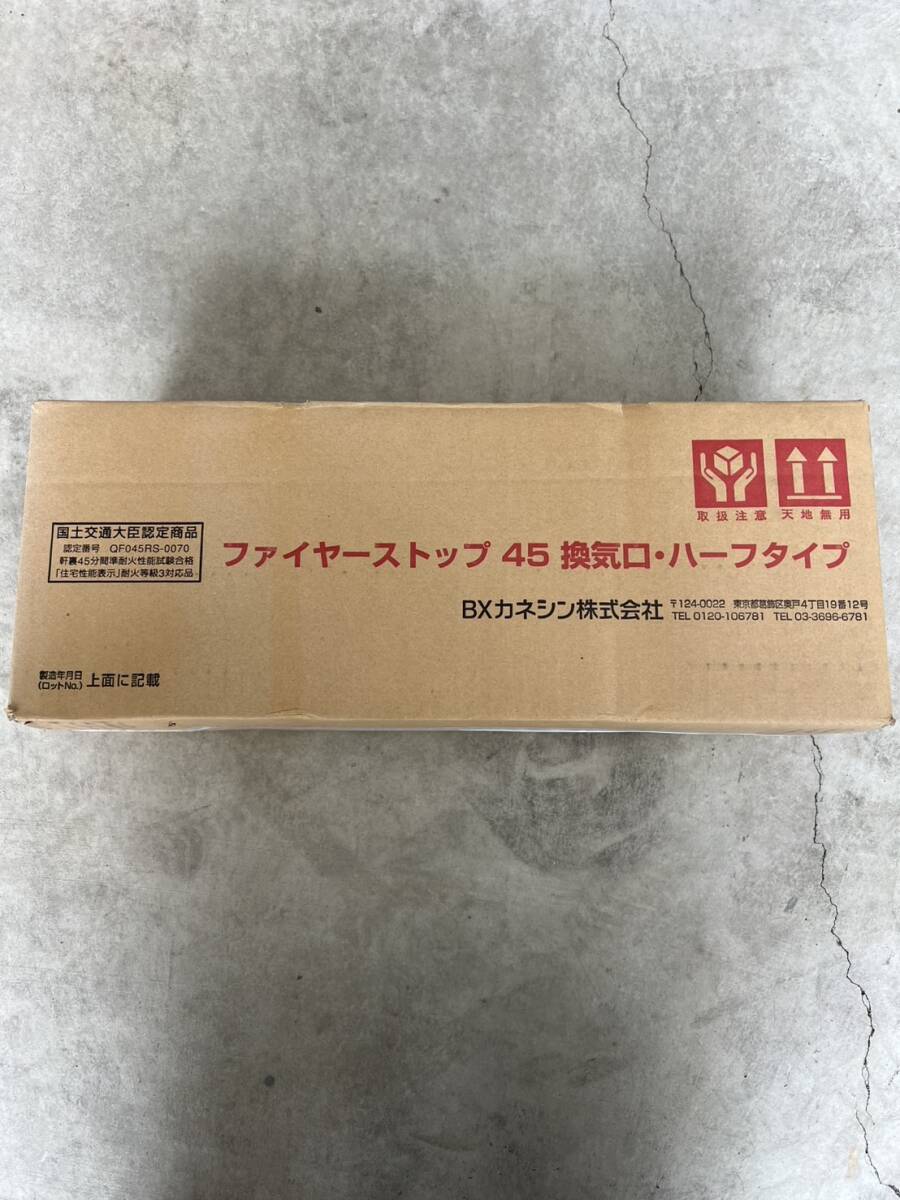 取扱注意
天地無用
国土交通大臣認定商品
認定番号 QF045RS-0070
軒裏45分間準耐火性能試験合格
「住宅性能表示」耐火等級3対応品
ファイヤーストップ 45 換気口・ハーフタイプ
BXカネシン株式会社
〒124-0022 東京都葛飾区奥戸4丁目19番12号
TEL 0120-106781 TEL 03-3696-6781
製造年月日
(ロットNo.)
上面に記載